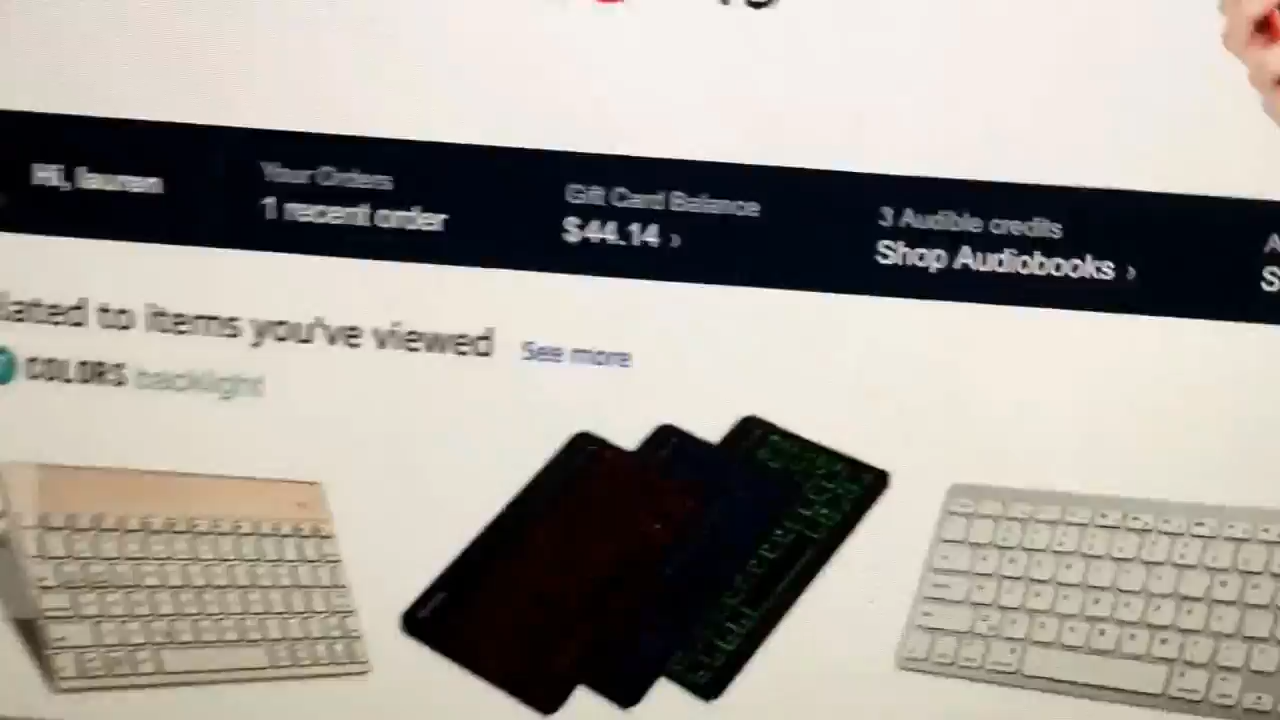 Hi, lauren
Your Orders
1 recent order
Gift Card Balance
$44.14 ›
3 Audible credits
Shop Audiobooks ›
lated to items you've viewed See more
7 COLORS backlight